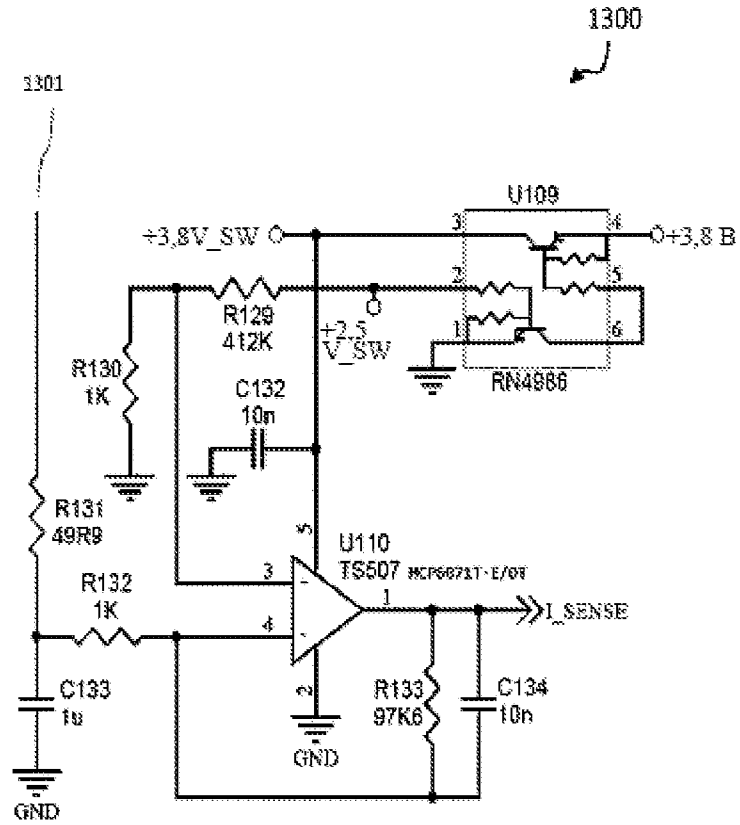 1300
1301
U109
+3,8V_SW
3
4
+3,8 B
2
5
R129
412K
+2,5
V_SW
1
6
RN4986
R130
1K
C132
10n
R131
49R9
5
U110
TS507
R132
1K
3
1
I_SENSE
4
C133
1u
2
R133
97K6
C134
10n
GND
GND